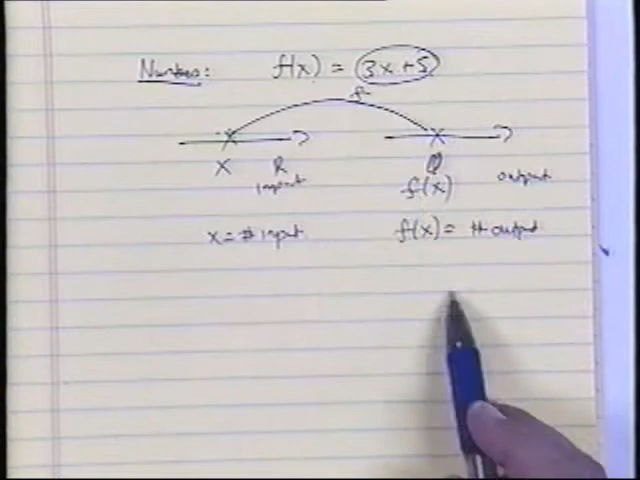 Numbers: f(x) = 3x+5
f
x R f(x)
input output
x = # input f(x) = # output